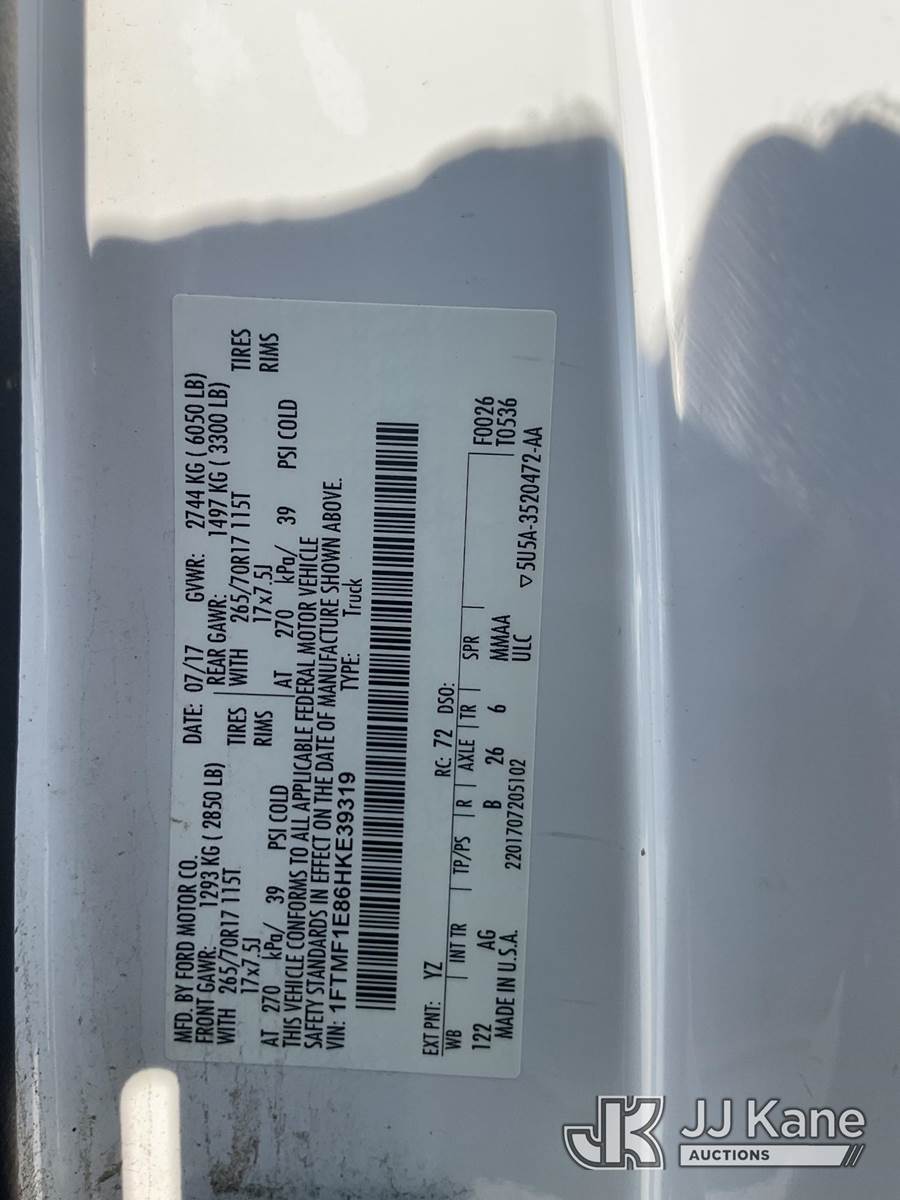 MFD. BY FORD MOTOR CO.
DATE: 07/17 GVWR: 2744 KG ( 6050 LB)
FRONT GAWR: 1293 KG ( 2850 LB) REAR GAWR: 1497 KG ( 3300 LB)
WITH 265/70R17 115T TIRES WITH 265/70R17 115T TIRES
17x7.5J RIMS 17x7.5J RIMS
AT 270 kPa/ 39 PSI COLD AT 270 kPa/ 39 PSI COLD
THIS VEHICLE CONFORMS TO ALL APPLICABLE FEDERAL MOTOR VEHICLE
SAFETY STANDARDS IN EFFECT ON THE DATE OF MANUFACTURE SHOWN ABOVE.
VIN: 1FTMF1E86HKE39319 TYPE: Truck
EXT PNT: YZ RC: 72 DSO:
WB INT TR TP/PS R AXLE TR SPR F0026
122 AG B 26 6 MMAA T0536
MADE IN U.S.A. 2201707205102 ULC ▽5U5A-3520472-AA
JK JJ Kane
AUCTIONS